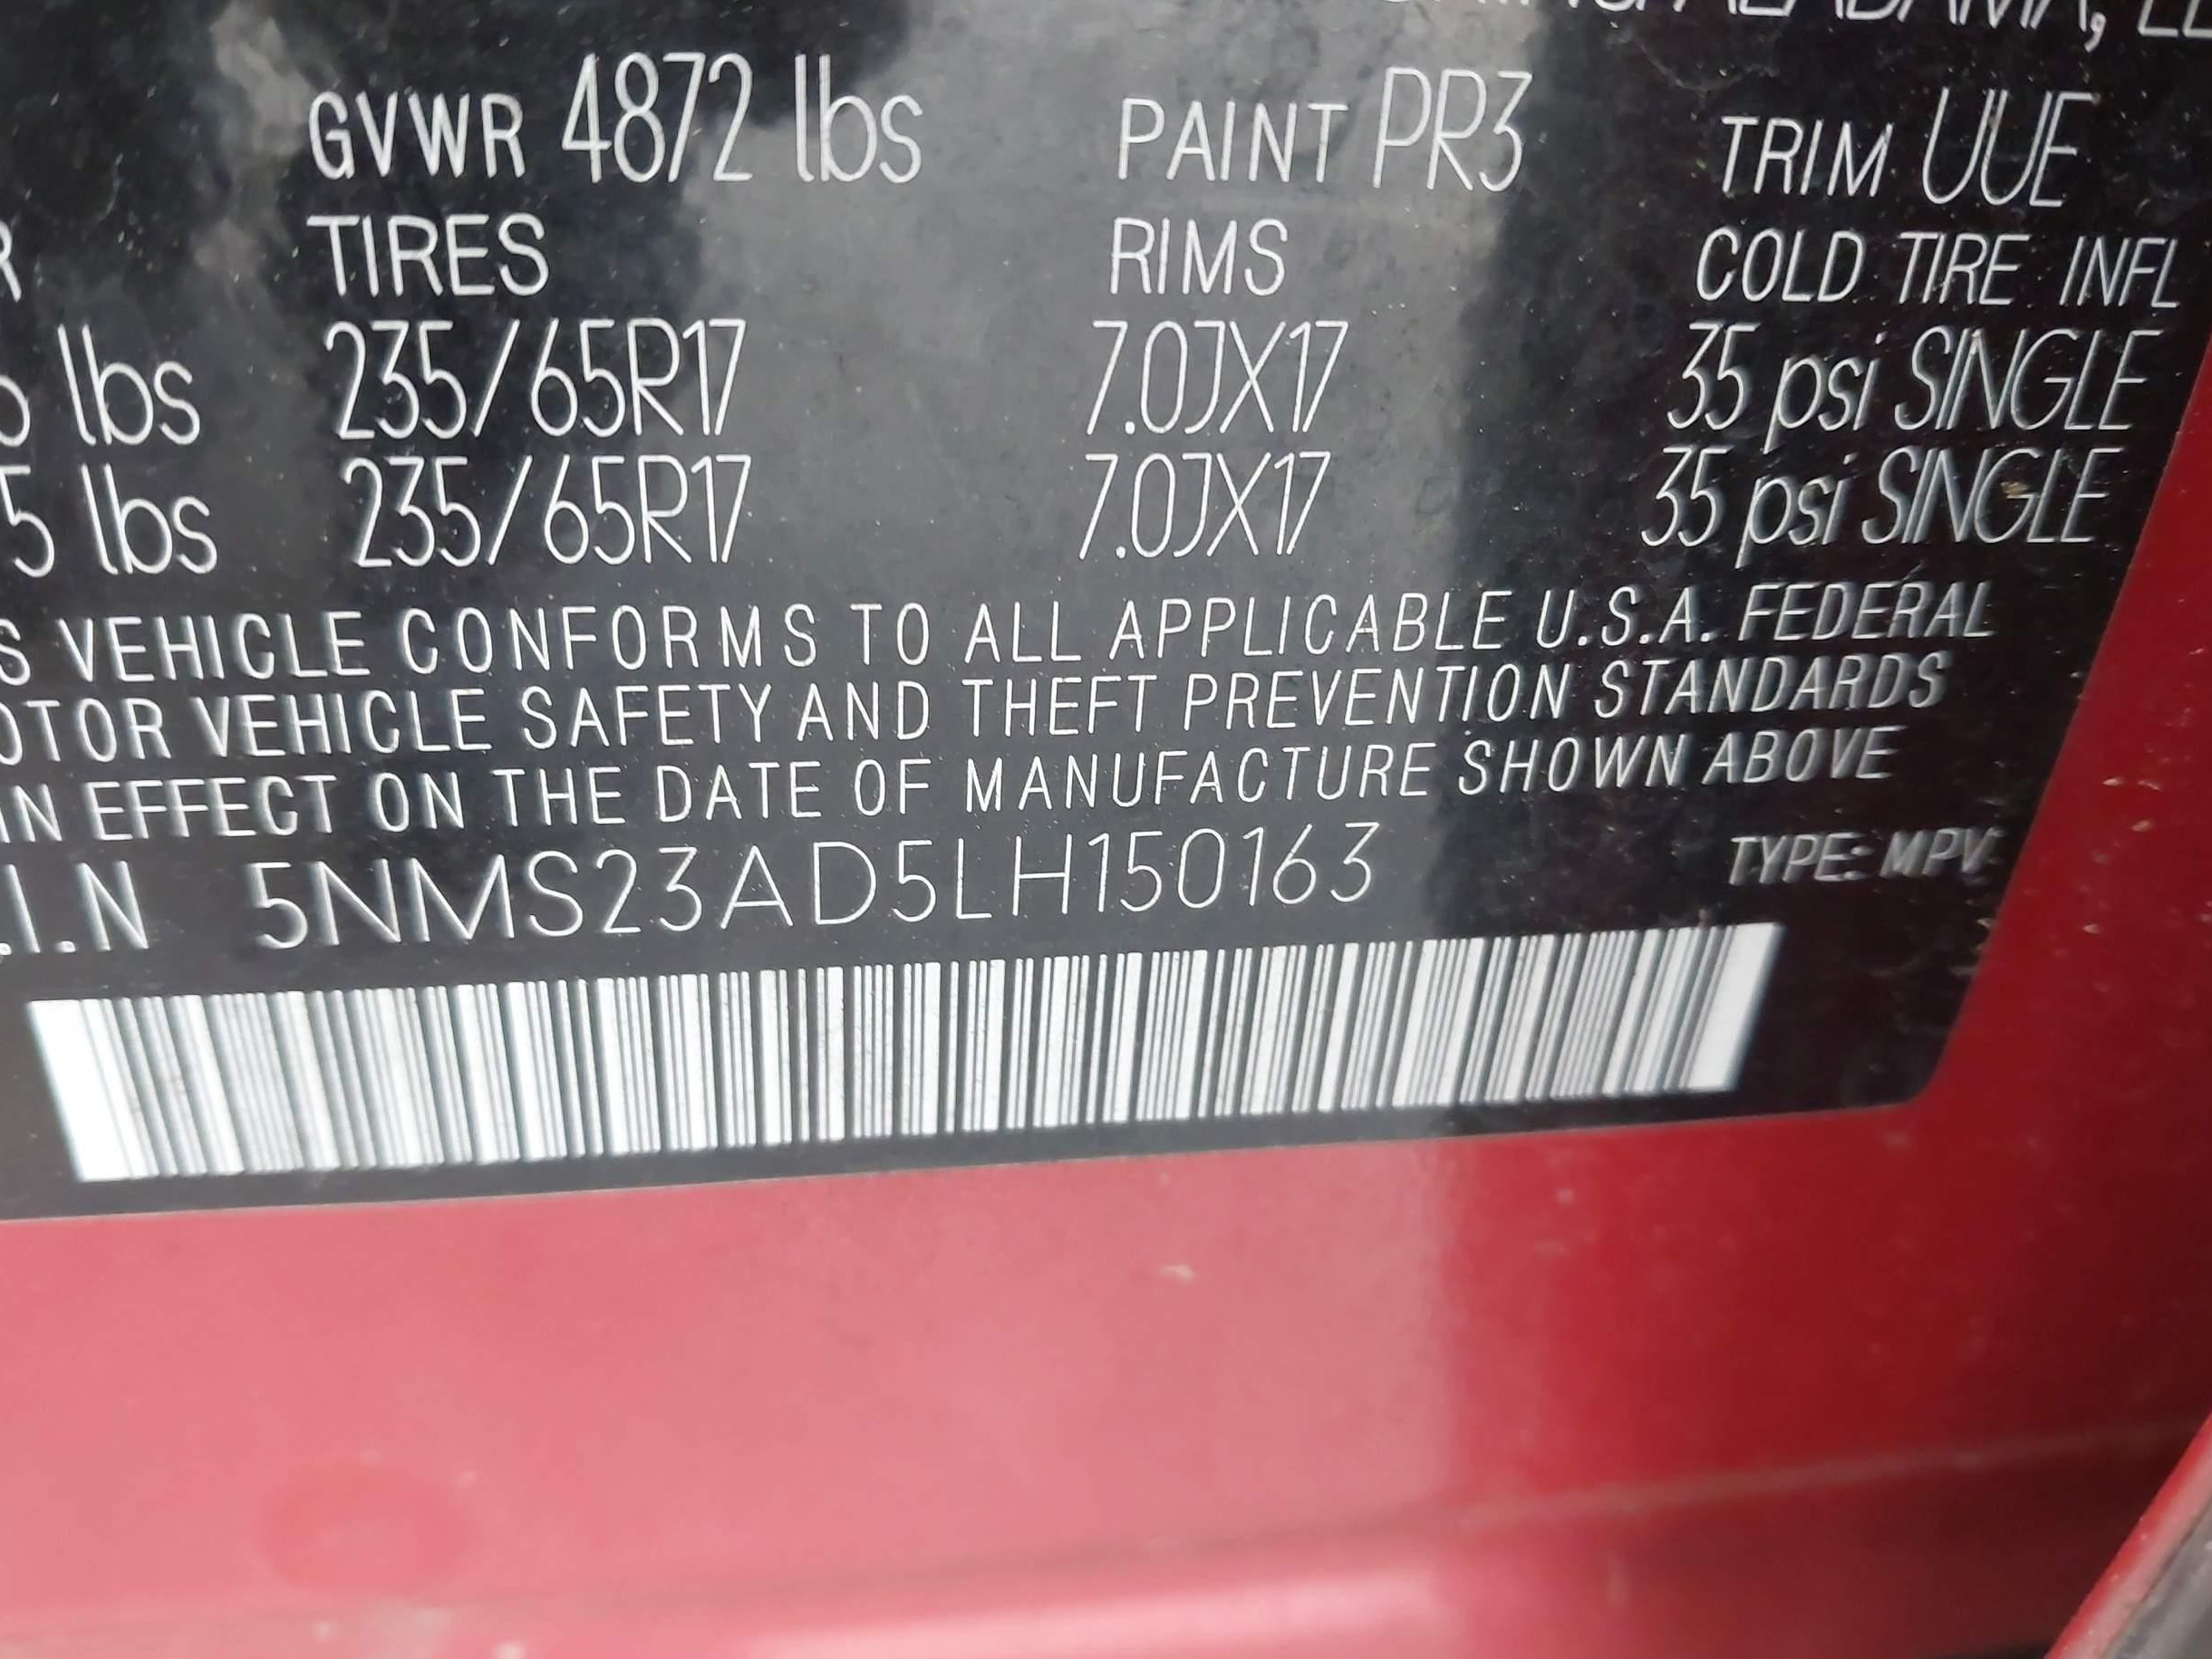 ALABAMA, LL
GVWR 4872 lbs PAINT PR3 TRIM UUE
R TIRES RIMS COLD TIRE INFL
lbs 235/65R17 7.0JX17 35 psi SINGLE
5 lbs 235/65R17 7.0JX17 35 psi SINGLE
S VEHICLE CONFORMS TO ALL APPLICABLE U.S.A. FEDERAL
OTOR VEHICLE SAFETY AND THEFT PREVENTION STANDARDS
IN EFFECT ON THE DATE OF MANUFACTURE SHOWN ABOVE
.I.N 5NMS23AD5LH150163 TYPE: MPV